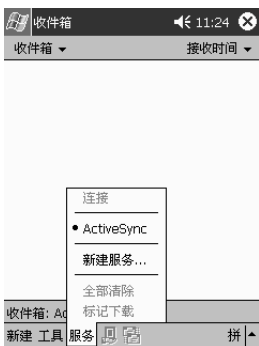 收件箱 11:24
收件箱 接收时间
连接
ActiveSync
新建服务...
全部清除
标记下载
收件箱: Ac
新建 工具 服务 拼